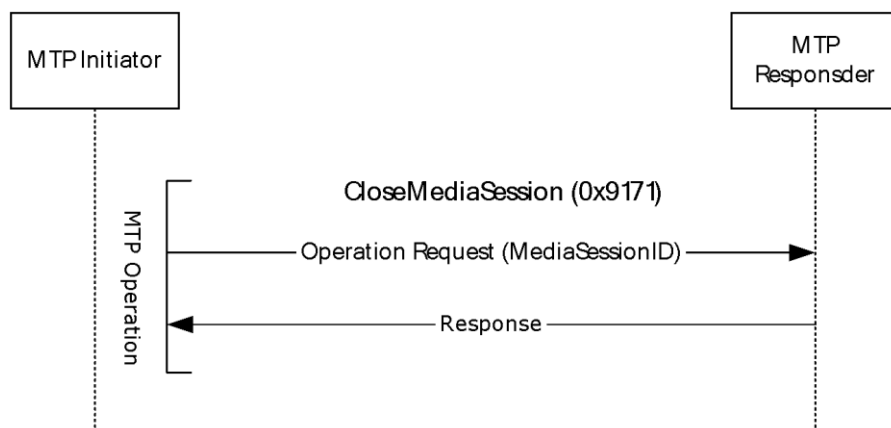 MTP Initiator
MTP
Responsder
CloseMediaSession (0x9171)
MTP Operation
Operation Request (MediaSessionID)
Response